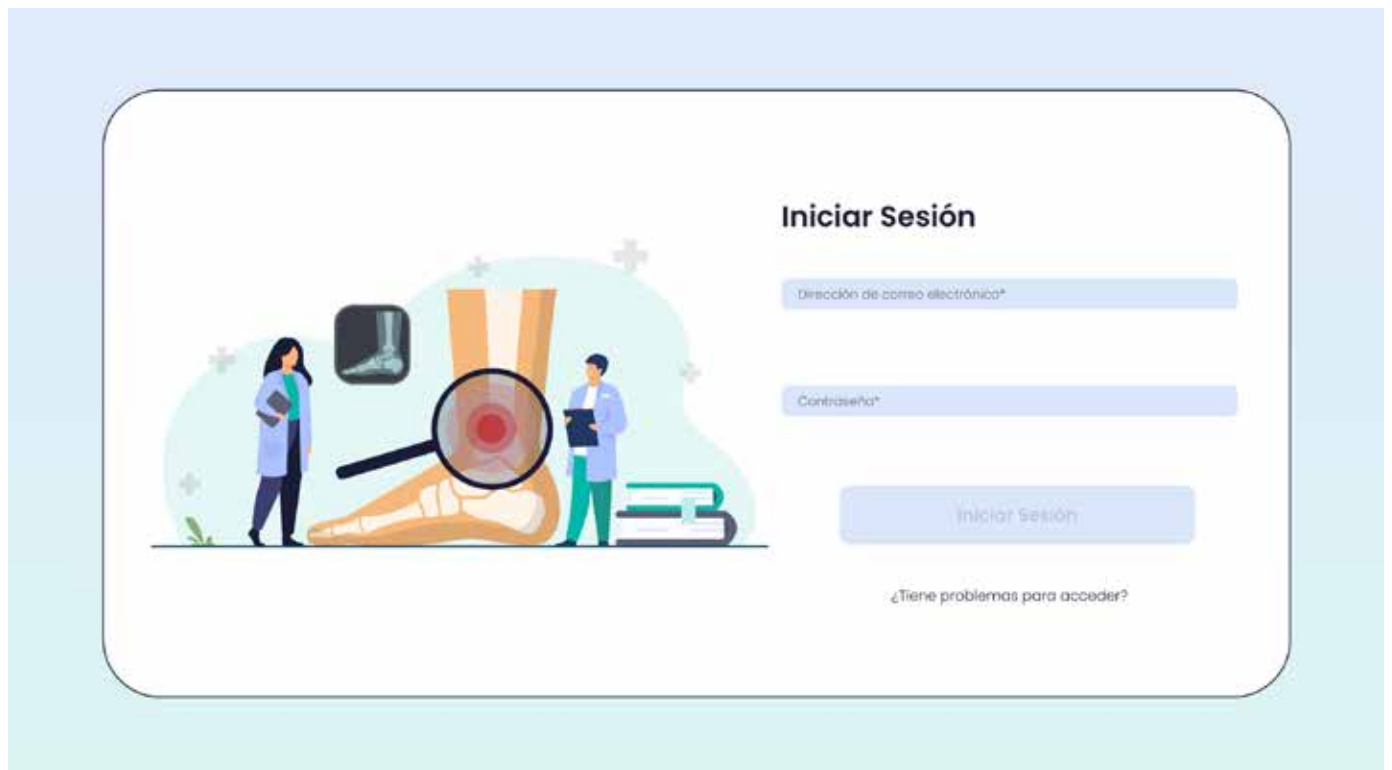 Iniciar Sesión
Dirección de correo electrónico*
Contraseña*
Iniciar Sesión
¿Tiene problemas para acceder?